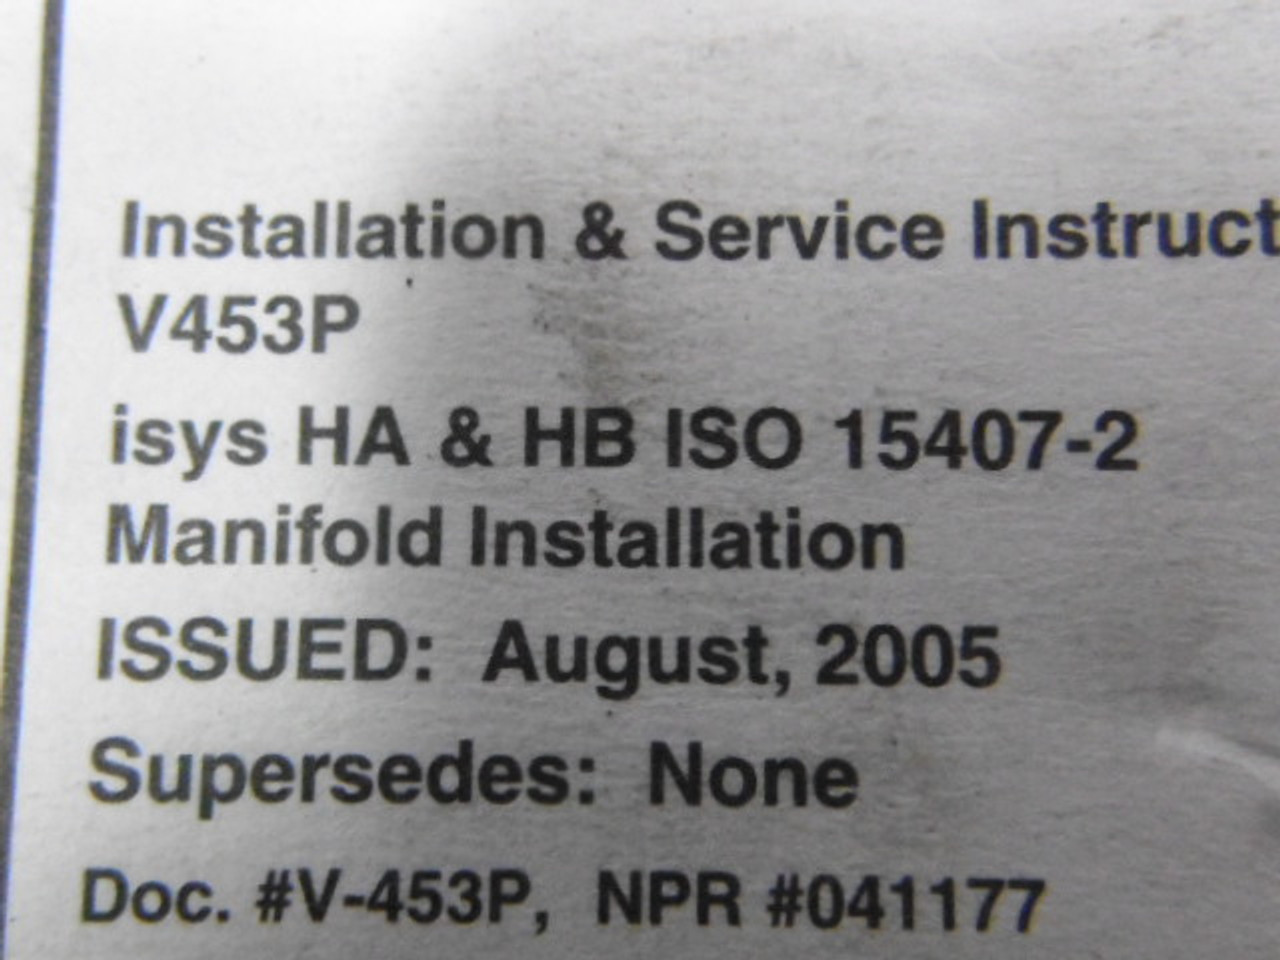 Installation & Service Instruct
V453P
isys HA & HB ISO 15407-2
Manifold Installation
ISSUED:  August, 2005
Supersedes:  None
Doc. #V-453P,  NPR #041177